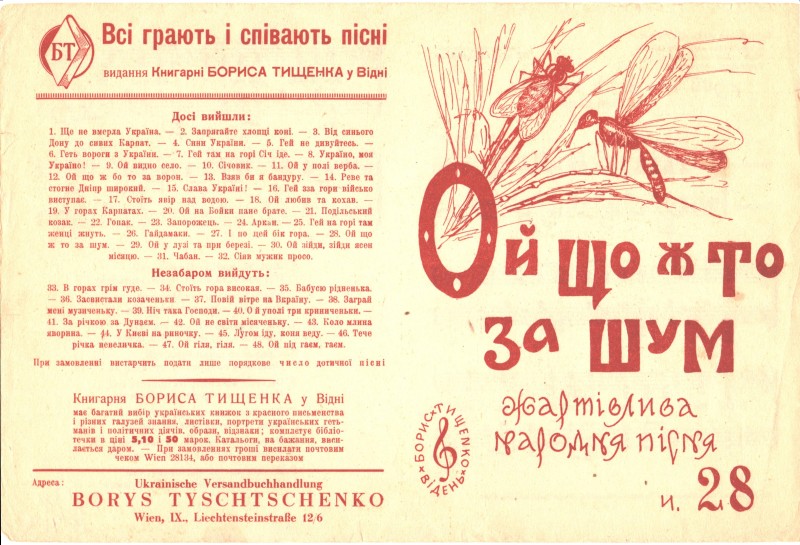 БТ
Всі грають і співають пісні
видання Книгарні БОРИСА ТИЩЕНКА у Відні
Досі вийшли:
1. Ще не вмерла Україна. — 2. Запрягайте хлопці коні. — 3. Від синього
Дону до сивих Карпат. — 4. Сини України. — 5. Гей не дивуйтесь. —
6. Геть вороги з України. — 7. Гей там на горі Січ іде. — 8. Україно, моя
Україно! — 9. Ой видно село. — 10. Січовик. — 11. Ой у полі верба. —
12. Ой що ж бо то за ворон. — 13. Взяв би я бандуру. — 14. Реве та
стогне Дніпр широкий. — 15. Слава Україні! — 16. Гей зза гори військо
виступає. — 17. Стоїть явір над водою. — 18. Ой любив та кохав. —
19. У горах Карпатах. — 20. Ой на Бойки пане брате. — 21. Подільський
козак. — 22. Гопак. — 23. Запорожець. — 24. Аркан. — 25. Гей на горі там
женці жнуть. — 26. Гайдамаки. — 27. І по цей бік гора. — 28. Ой що
ж то за шум. — 29. Ой у лузі та при березі. — 30. Ой зійди, зійди ясен
місяцю. — 31. Чабан. — 32. Сіяв мужик просо.
Незабаром вийдуть:
33. В горах грім гуде. — 34. Стоїть гора високая. — 35. Бабусю рідненька.
— 36. Засвистали козаченьки — 37. Повій вітре на Вкраїну. — 38. Заграй
мені музиченьку. — 39. Ніч така Господи. — 40. О й уполі три криниченьки. —
41. За річкою за Дунаєм. — 42. Ой не світи місяченьку. — 43. Коло млина
яворина. — 44. У Києві на риночку. — 45. Лугом іду, коня веду. — 46. Тече
річка невеличка. — 47. Ой гіля, гіля. — 48. Ой під гаєм, гаєм.
При замовленні вистарчить подати лише порядкове число дотичної пісні
Книгарня БОРИСА ТИЩЕНКА у Відні
має багатий вибір українських книжок з красного письменства
і різних галузей знання, листівки, портрети українських геть-
манів і політичних діячів, образи, відзнаки; комплетує бібліо-
течки в ціні 5,10 і 50 марок. Катальоги, на бажання, виси-
лається даром. — При замовленнях гроші висилати почтовим
чеком Wien 28134, або почтовим переказом
Адреса: Ukrainische Versandbuchhandlung
BORYS TYSCHTSCHENKO
Wien, IX., Liechtensteinstraße 12/6
Ой що ж то
за шум
жартівлива
народня пісня
БОРИС ТИЩЕНКО ВІДЕНЬ
ч. 28